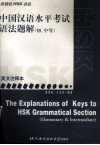 中国汉语水平考试
语法题解（初、中等）
英文注释本
The Explanations of Keys to
HSK Grammatical Section
(Elementary & Intermediate)